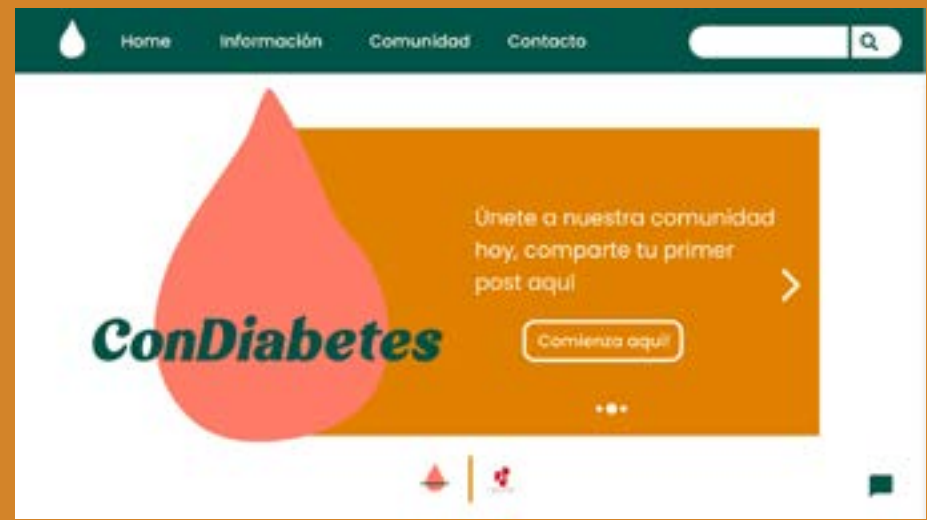 Home Información Comunidad Contacto
Únete a nuestra comunidad
hoy, comparte tu primer
post aquí
ConDiabetes
Comienza aquí!